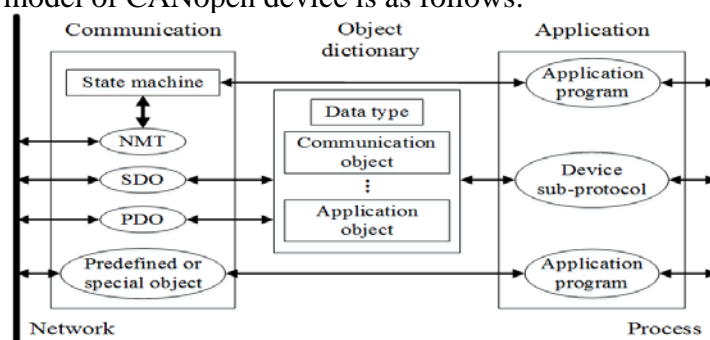 model of CANopen device is as follows:
Communication
Object
dictionary
Application
State machine
NMT
SDO
PDO
Predefined or
special object
Data type
Communication
object
Application
object
Application
program
Device
sub-protocol
Application
program
Network
Process